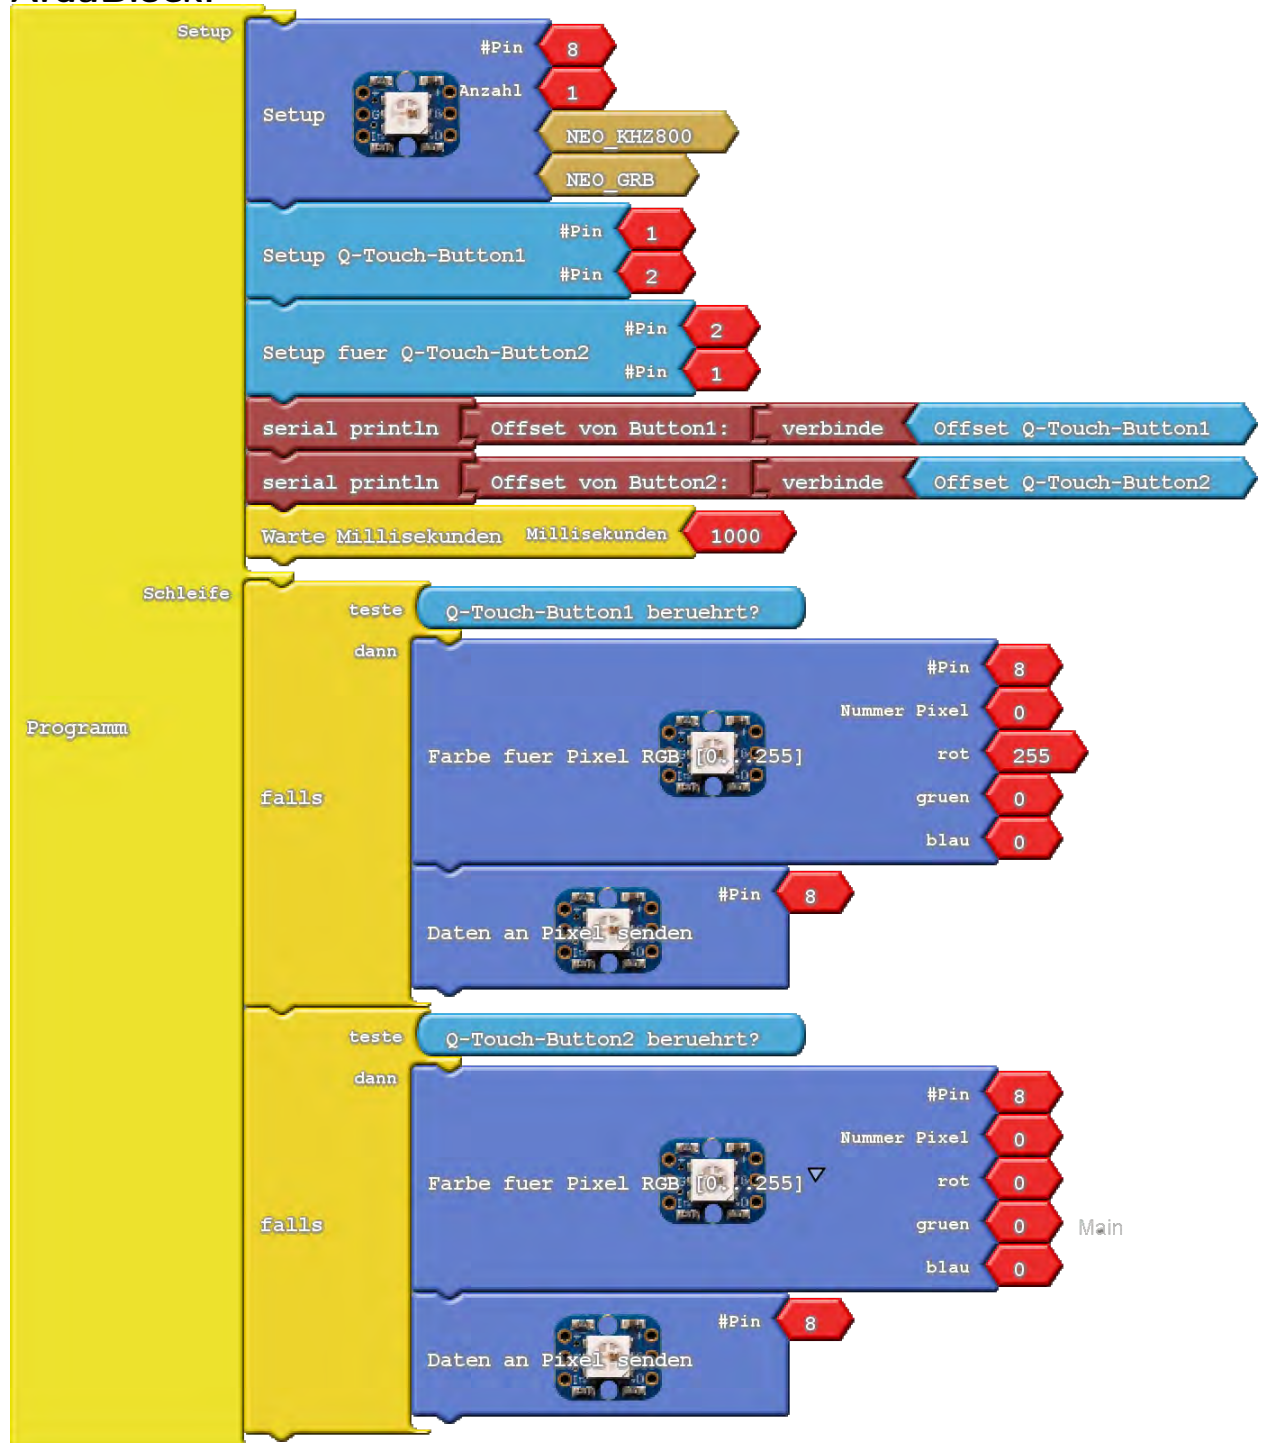 ArduBlock:
Setup
#Pin 8
Anzahl 1
Setup
NEO_KHZ800
NEO_GRB
#Pin 1
Setup Q-Touch-Button1
#Pin 2
#Pin 2
Setup fuer Q-Touch-Button2
#Pin 1
serial println Offset von Button1: verbinde Offset Q-Touch-Button1
serial println Offset von Button2: verbinde Offset Q-Touch-Button2
Warte Millisekunden Millisekunden 1000
Schleife
teste Q-Touch-Button1 beruehrt?
dann
#Pin 8
Nummer Pixel 0
Programm
Farbe fuer Pixel RGB [0...255]
rot 255
falls
gruen 0
blau 0
#Pin 8
Daten an Pixel senden
teste Q-Touch-Button2 beruehrt?
dann
#Pin 8
Nummer Pixel 0
Farbe fuer Pixel RGB [0...255]
rot 0
falls
gruen 0
Main
blau 0
#Pin 8
Daten an Pixel senden